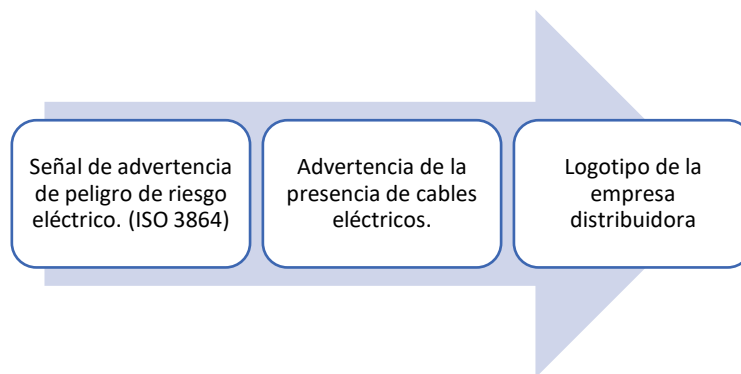 Señal de advertencia
de peligro de riesgo
eléctrico. (ISO 3864)
Advertencia de la
presencia de cables
eléctricos.
Logotipo de la
empresa
distribuidora